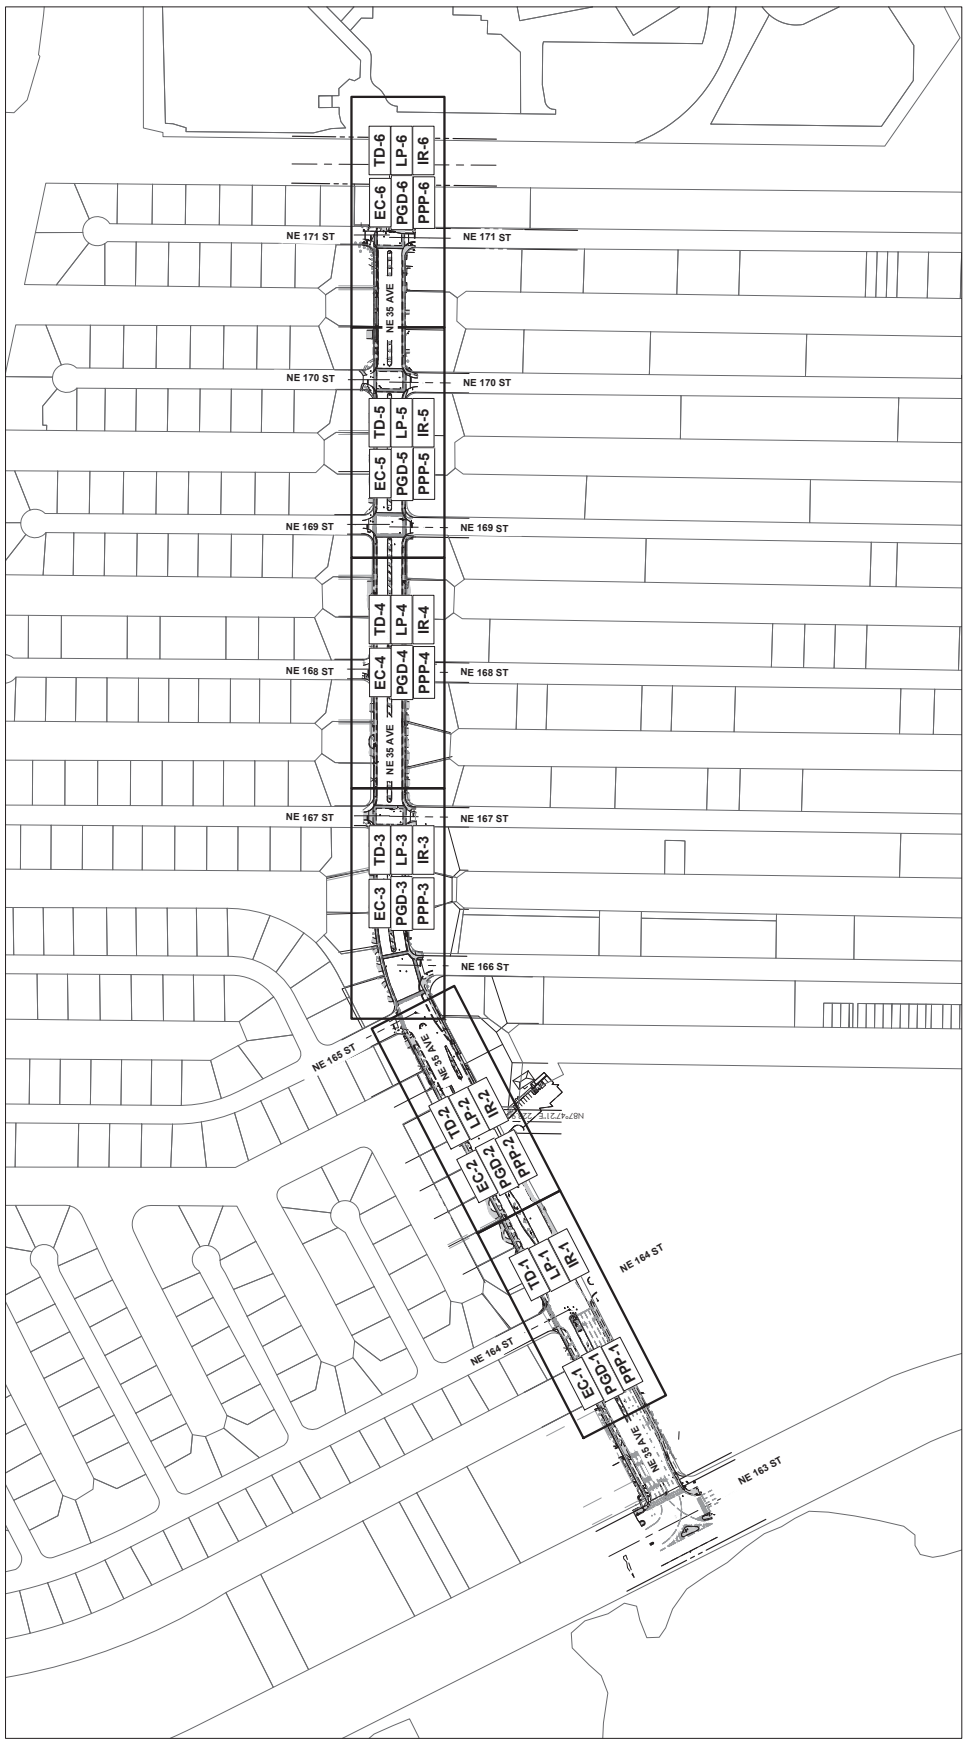 TD-6
LP-6
IR-6
EC-6
PGD-6
PPP-6
NE 171 ST
NE 171 ST
NE 35 AVE
NE 170 ST
NE 170 ST
TD-5
LP-5
IR-5
EC-5
PGD-5
PPP-5
NE 169 ST
NE 169 ST
TD-4
LP-4
IR-4
NE 168 ST
EC-4
PGD-4
PPP-4
NE 168 ST
NE 35 AVE
NE 167 ST
NE 167 ST
TD-3
LP-3
IR-3
EC-3
PGD-3
PPP-3
NE 166 ST
NE 165 ST
NE 35 AVE
TD-2
LP-2
IR-2
EC-2
PGD-2
PPP-2
TD-1
LP-1
IR-1
NE 164 ST
NE 164 ST
EC-1
PGD-1
PPP-1
NE 35 AVE
NE 163 ST